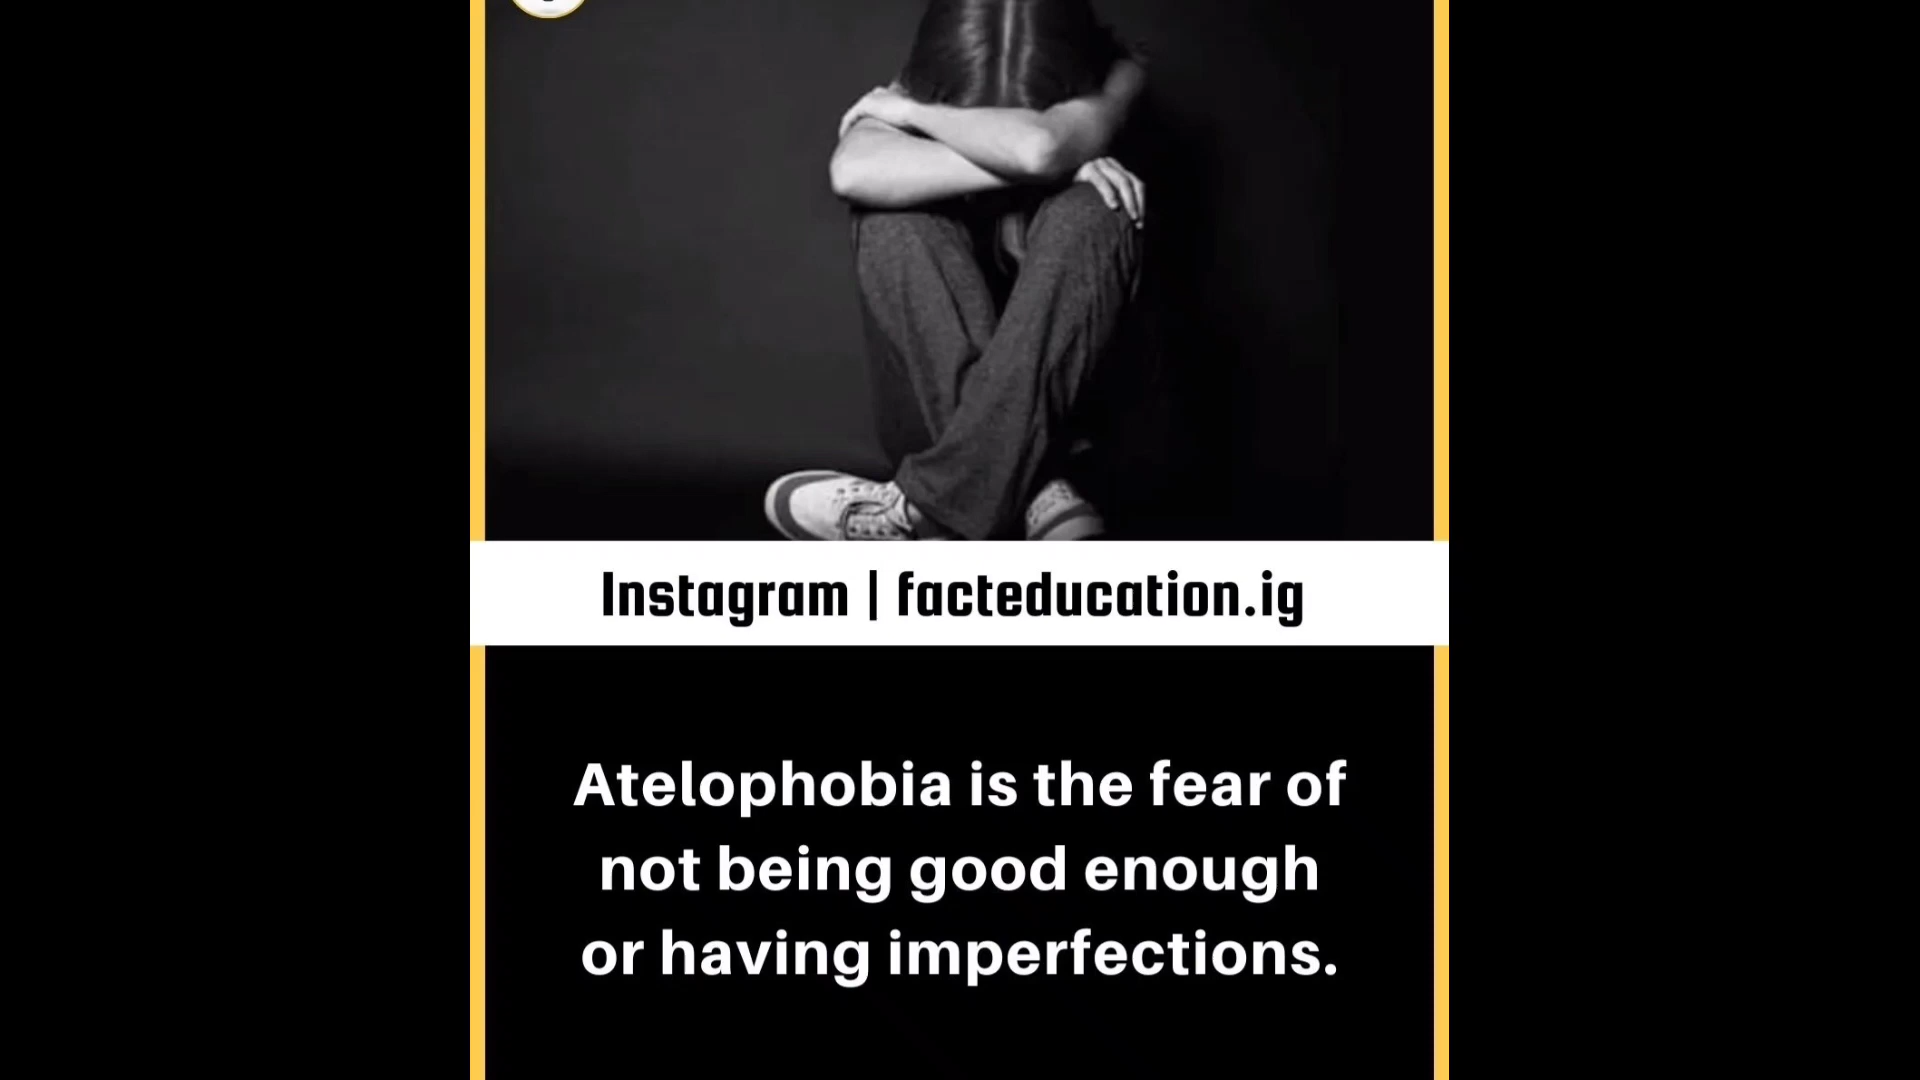 Instagram | facteducation.ig
Atelophobia is the fear of
not being good enough
or having imperfections.